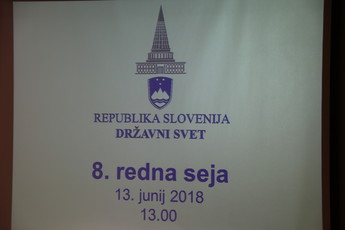 REPUBLIKA SLOVENIJA
DRŽAVNI SVET
8. redna seja
13. junij 2018
13.00